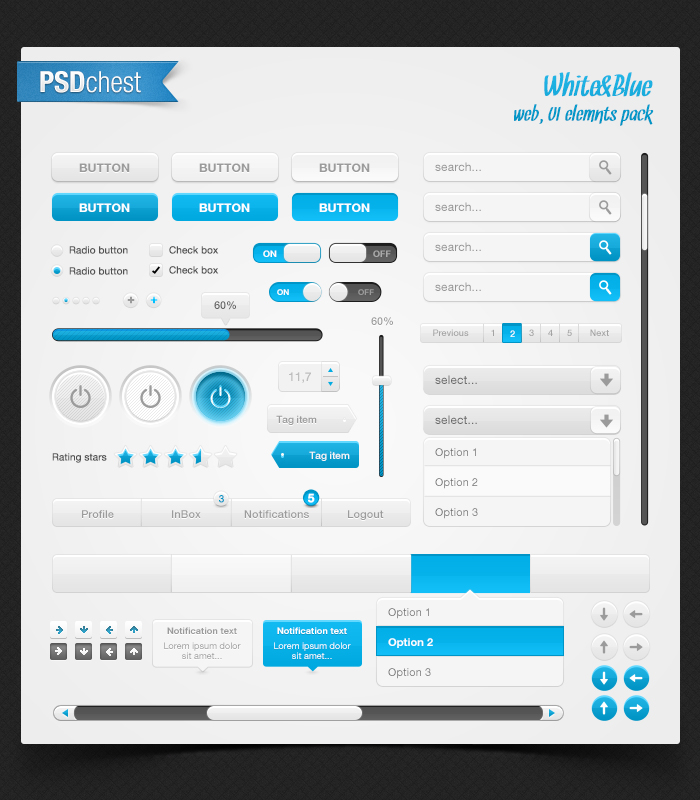 PSDchest
White&Blue
web, UI elemnts pack
BUTTON BUTTON BUTTON
BUTTON BUTTON BUTTON
search...
search...
search...
search...
Radio button Check box
Radio button Check box
ON OFF
ON OFF
60%
60%
Previous 1 2 3 4 5 Next
11,7
select...
select...
Tag item
Tag item
Rating stars
Option 1
Option 2
Option 3
3 5
Profile InBox Notifications Logout
Notification text
Lorem ipsum dolor
sit amet...
Notification text
Lorem ipsum dolor
sit amet...
Option 1
Option 2
Option 3